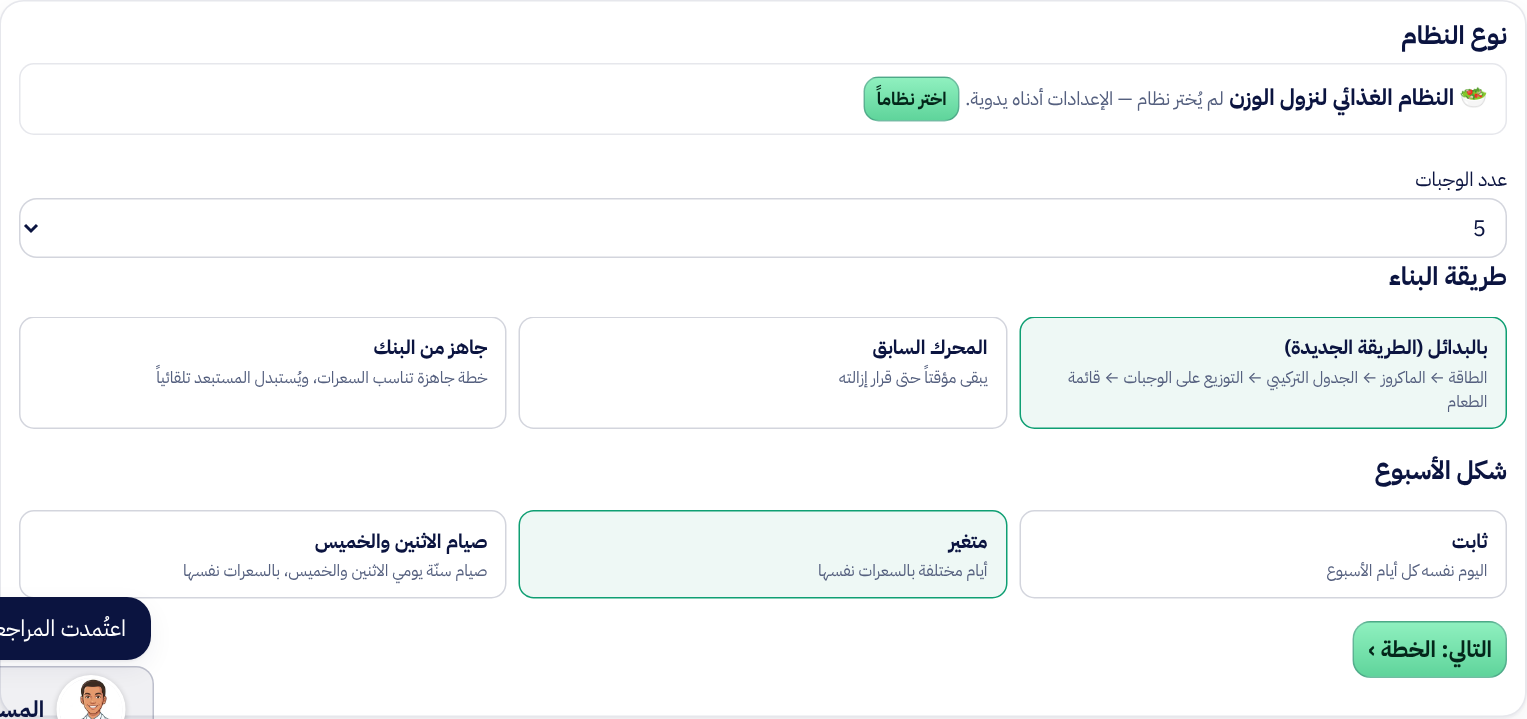 نوع النظام
🥗 النظام الغذائي لنزول الوزن لم يُختر نظام — الإعدادات أدناه يدوية. اختر نظاماً
عدد الوجبات
5
طريقة البناء
بالبدائل (الطريقة الجديدة)
الطاقة ← الماكروز ← الجدول التركيبي ← التوزيع على الوجبات ← قائمة
الطعام
المحرك السابق
يبقى مؤقتاً حتى قرار إزالته
جاهز من البنك
خطة جاهزة تناسب السعرات، ويُستبدل المستبعد تلقائياً
شكل الأسبوع
ثابت
اليوم نفسه كل أيام الأسبوع
متغير
أيام مختلفة بالسعرات نفسها
صيام الاثنين والخميس
صيام سنّة يومي الاثنين والخميس، بالسعرات نفسها
التالي: الخطة ›
اعتُمدت